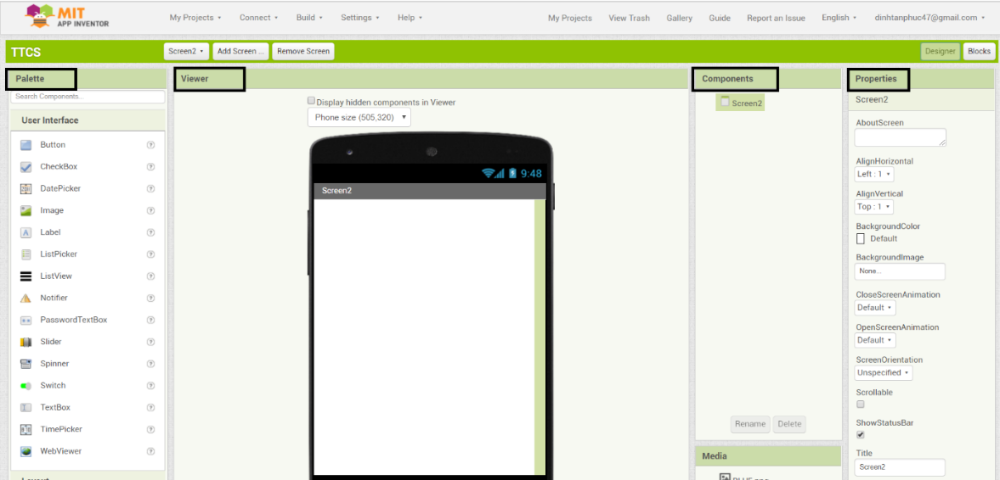 MIT
APP INVENTOR
My Projects
Connect
Build
Settings
Help
My Projects
View Trash
Gallery
Guide
Report an Issue
English
dinhtanphuc47@gmail.com
TTCS
Screen2
Add Screen ...
Remove Screen
Designer
Blocks
Palette
Search Components...
User Interface
Button
CheckBox
DatePicker
Image
Label
ListPicker
ListView
Notifier
PasswordTextBox
Slider
Spinner
Switch
TextBox
TimePicker
WebViewer
Layout
Viewer
Display hidden components in Viewer
Phone size (505,320)
9:48
Screen2
Components
Screen2
Rename
Delete
Media
BLUE.png
Properties
Screen2
AboutScreen
AlignHorizontal
Left : 1
AlignVertical
Top : 1
BackgroundColor
Default
BackgroundImage
None...
CloseScreenAnimation
Default
OpenScreenAnimation
Default
ScreenOrientation
Unspecified
Scrollable
ShowStatusBar
Title
Screen2